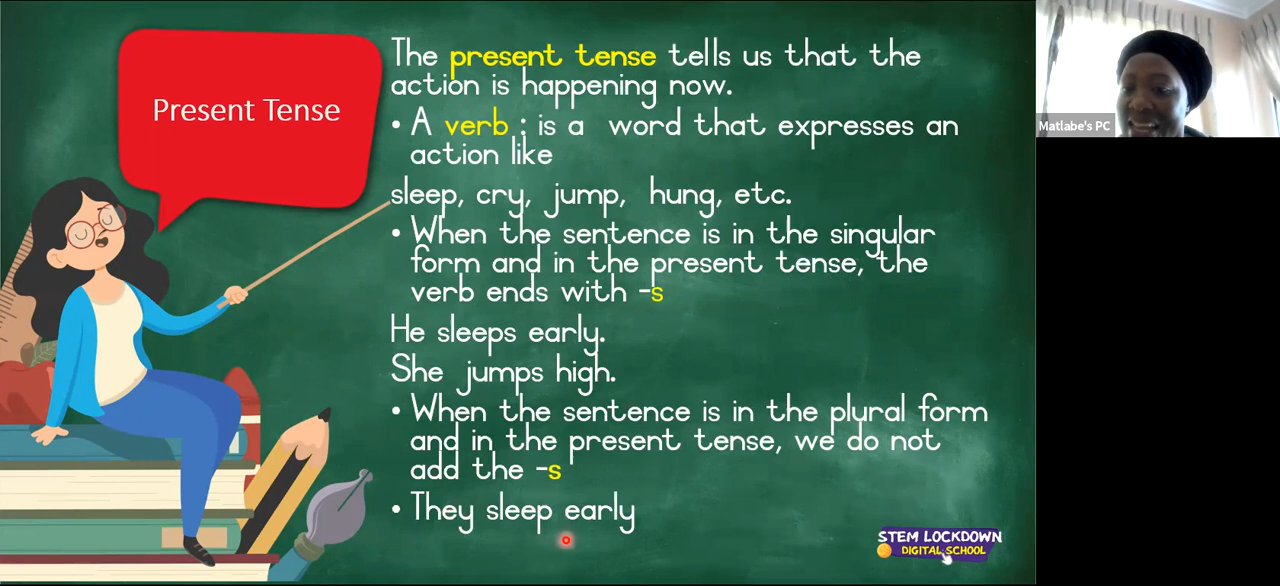 Present Tense
The present tense tells us that the
action is happening now.
• A verb : is a word that expresses an
action like
sleep, cry, jump, hung, etc.
• When the sentence is in the singular
form and in the present tense, the
verb ends with -s
He sleeps early.
She jumps high.
• When the sentence is in the plural form
and in the present tense, we do not
add the -s
• They sleep early
Matlabe's PC
STEM LOCKDOWN
DIGITAL SCHOOL